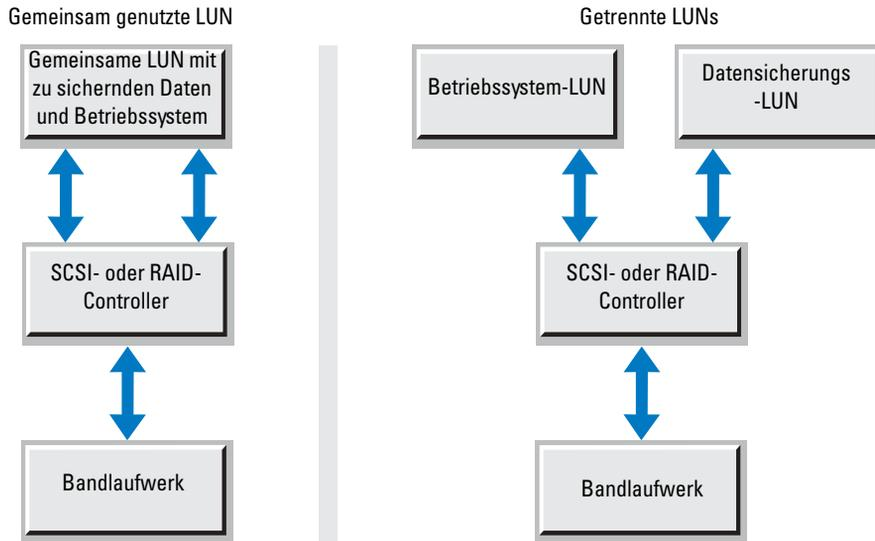 Gemeinsam genutzte LUN
Gemeinsame LUN mit
zu sichernden Daten
und Betriebssystem
SCSI- oder RAID-
Controller
Bandlaufwerk
Getrennte LUNs
Betriebssystem-LUN
Datensicherungs
-LUN
SCSI- oder RAID-
Controller
Bandlaufwerk